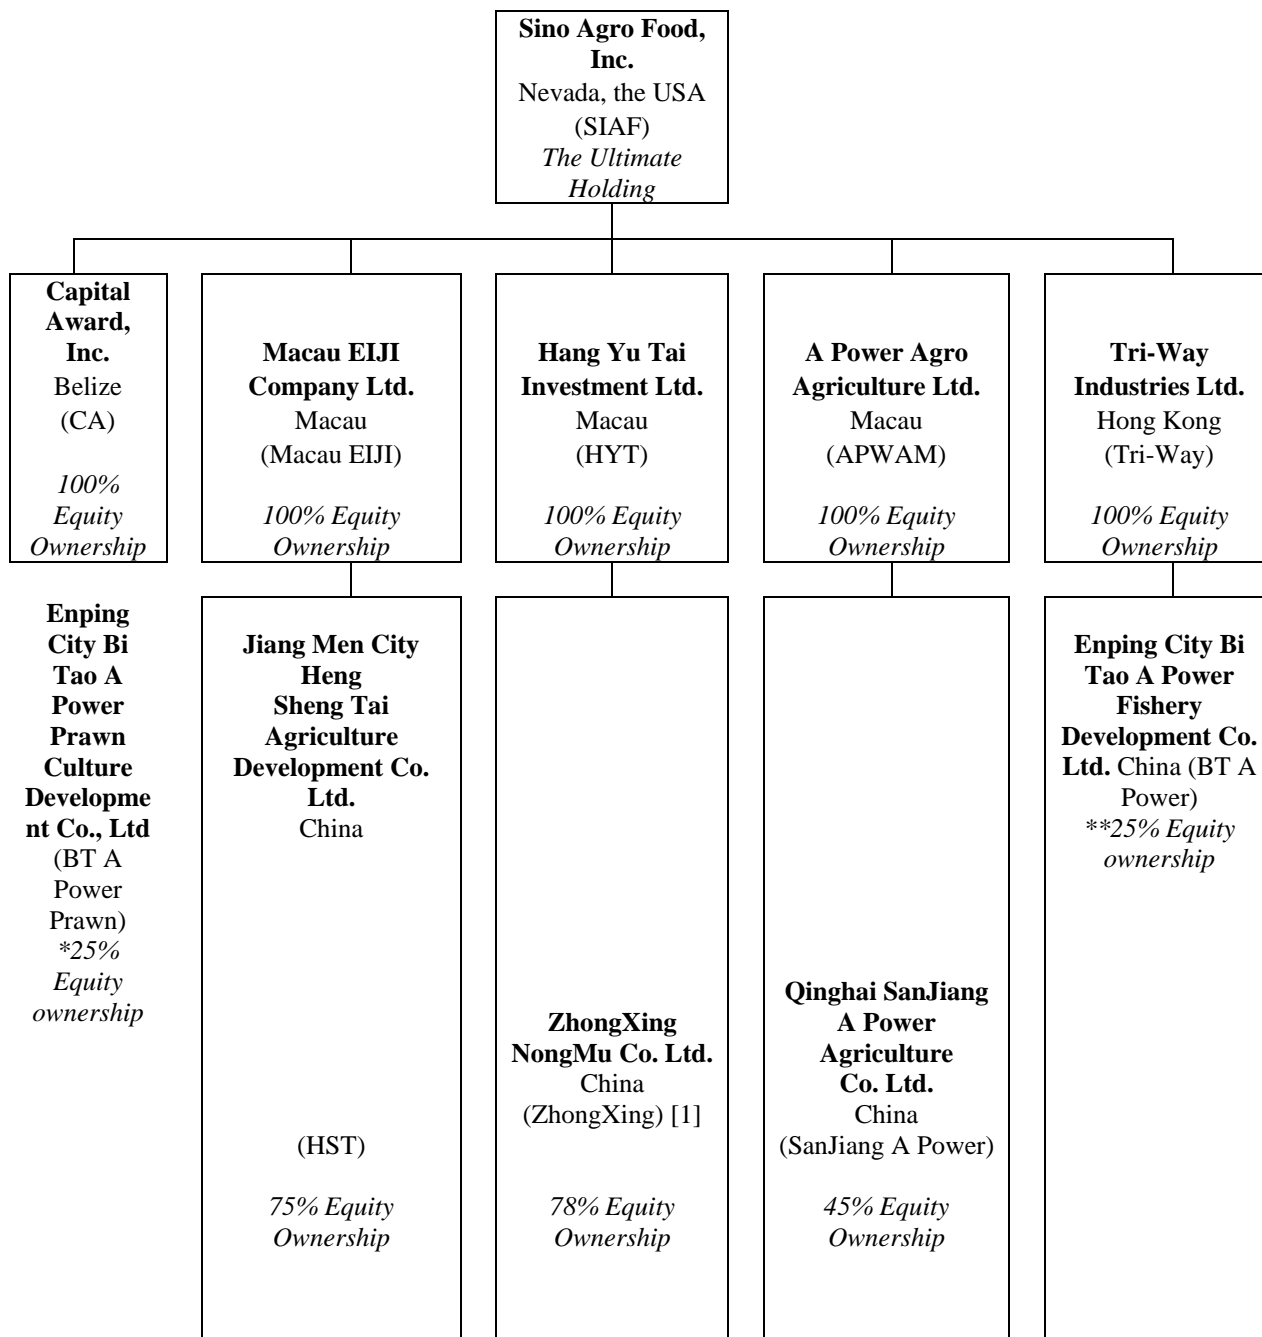 Sino Agro Food,
Inc.
Nevada, the USA
(SIAF)
The Ultimate
Holding
Capital
Award,
Inc.
Belize
(CA)
100%
Equity
Ownership
Macau EIJI
Company Ltd.
Macau
(Macau EIJI)
100% Equity
Ownership
Hang Yu Tai
Investment Ltd.
Macau
(HYT)
100% Equity
Ownership
A Power Agro
Agriculture Ltd.
Macau
(APWAM)
100% Equity
Ownership
Tri-Way
Industries Ltd.
Hong Kong
(Tri-Way)
100% Equity
Ownership
Enping
City Bi
Tao A
Power
Prawn
Culture
Developme
nt Co., Ltd
(BT A
Power
Prawn)
*25%
Equity
ownership
Jiang Men City
Heng
Sheng Tai
Agriculture
Development Co.
Ltd.
China
(HST)
75% Equity
Ownership
ZhongXing
NongMu Co. Ltd.
China
(ZhongXing) [1]
78% Equity
Ownership
Qinghai SanJiang
A Power
Agriculture
Co. Ltd.
China
(SanJiang A Power)
45% Equity
Ownership
Enping City Bi
Tao A Power
Fishery
Development Co.
Ltd. China (BT A
Power)
**25% Equity
ownership